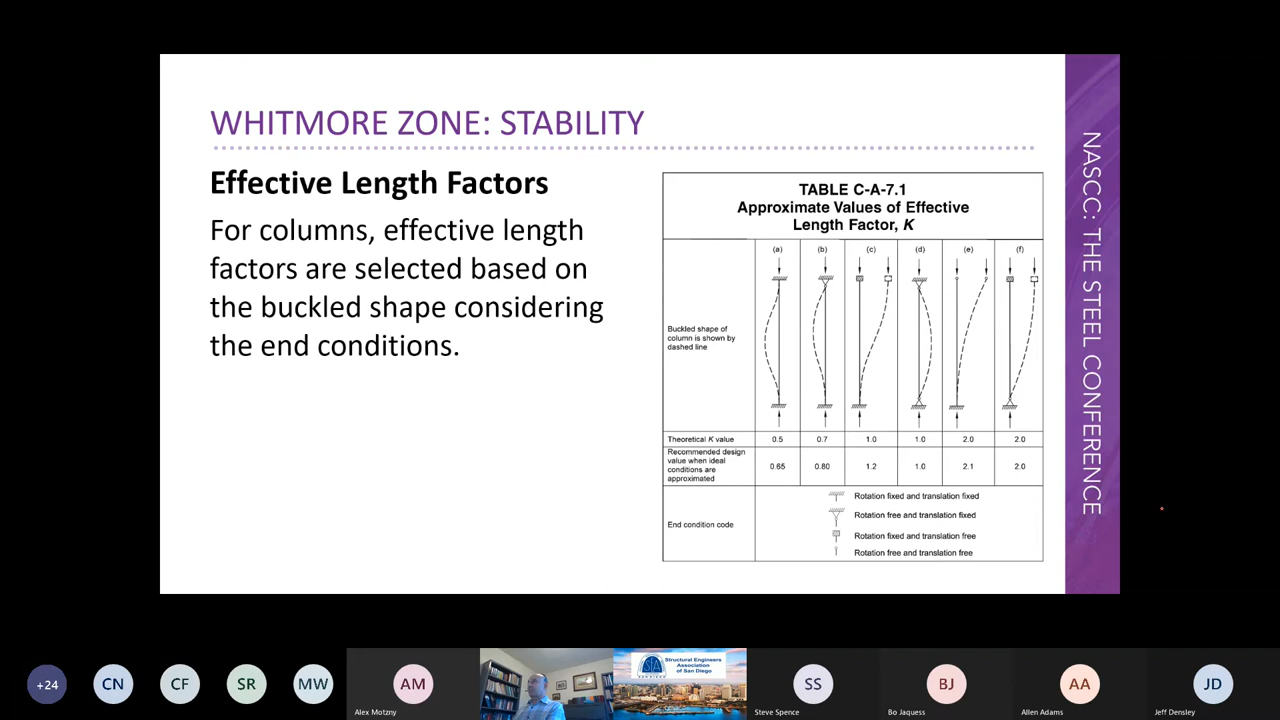 WHITMORE ZONE: STABILITY
Effective Length Factors
For columns, effective length
factors are selected based on
the buckled shape considering
the end conditions.
TABLE C-A-7.1
Approximate Values of Effective
Length Factor, K
(a) (b) (c) (d) (e) (f)
Buckled shape of
column is shown by
dashed line
Theoretical K value 0.5 0.7 1.0 1.0 2.0 2.0
Recommended design
value when ideal
conditions are
approximated
0.65 0.80 1.2 1.0 2.1 2.0
End condition code
Rotation fixed and translation fixed
Rotation free and translation fixed
Rotation fixed and translation free
Rotation free and translation free
NASCC: THE STEEL CONFERENCE
+24
CN
CF
SR
MW
AM
Alex Motzny
Structural Engineers
Association
of San Diego
SS
Steve Spence
BJ
Bo Jaquess
AA
Allen Adams
JD
Jeff Densley